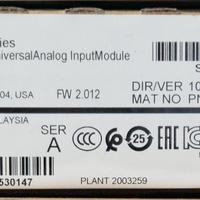 ies
iversalAnalog InputModule
S
04, USA FW 2.012
DIR/VER 10
MAT NO PN
ALAYSIA
SER
A
25
530147
PLANT 2003259